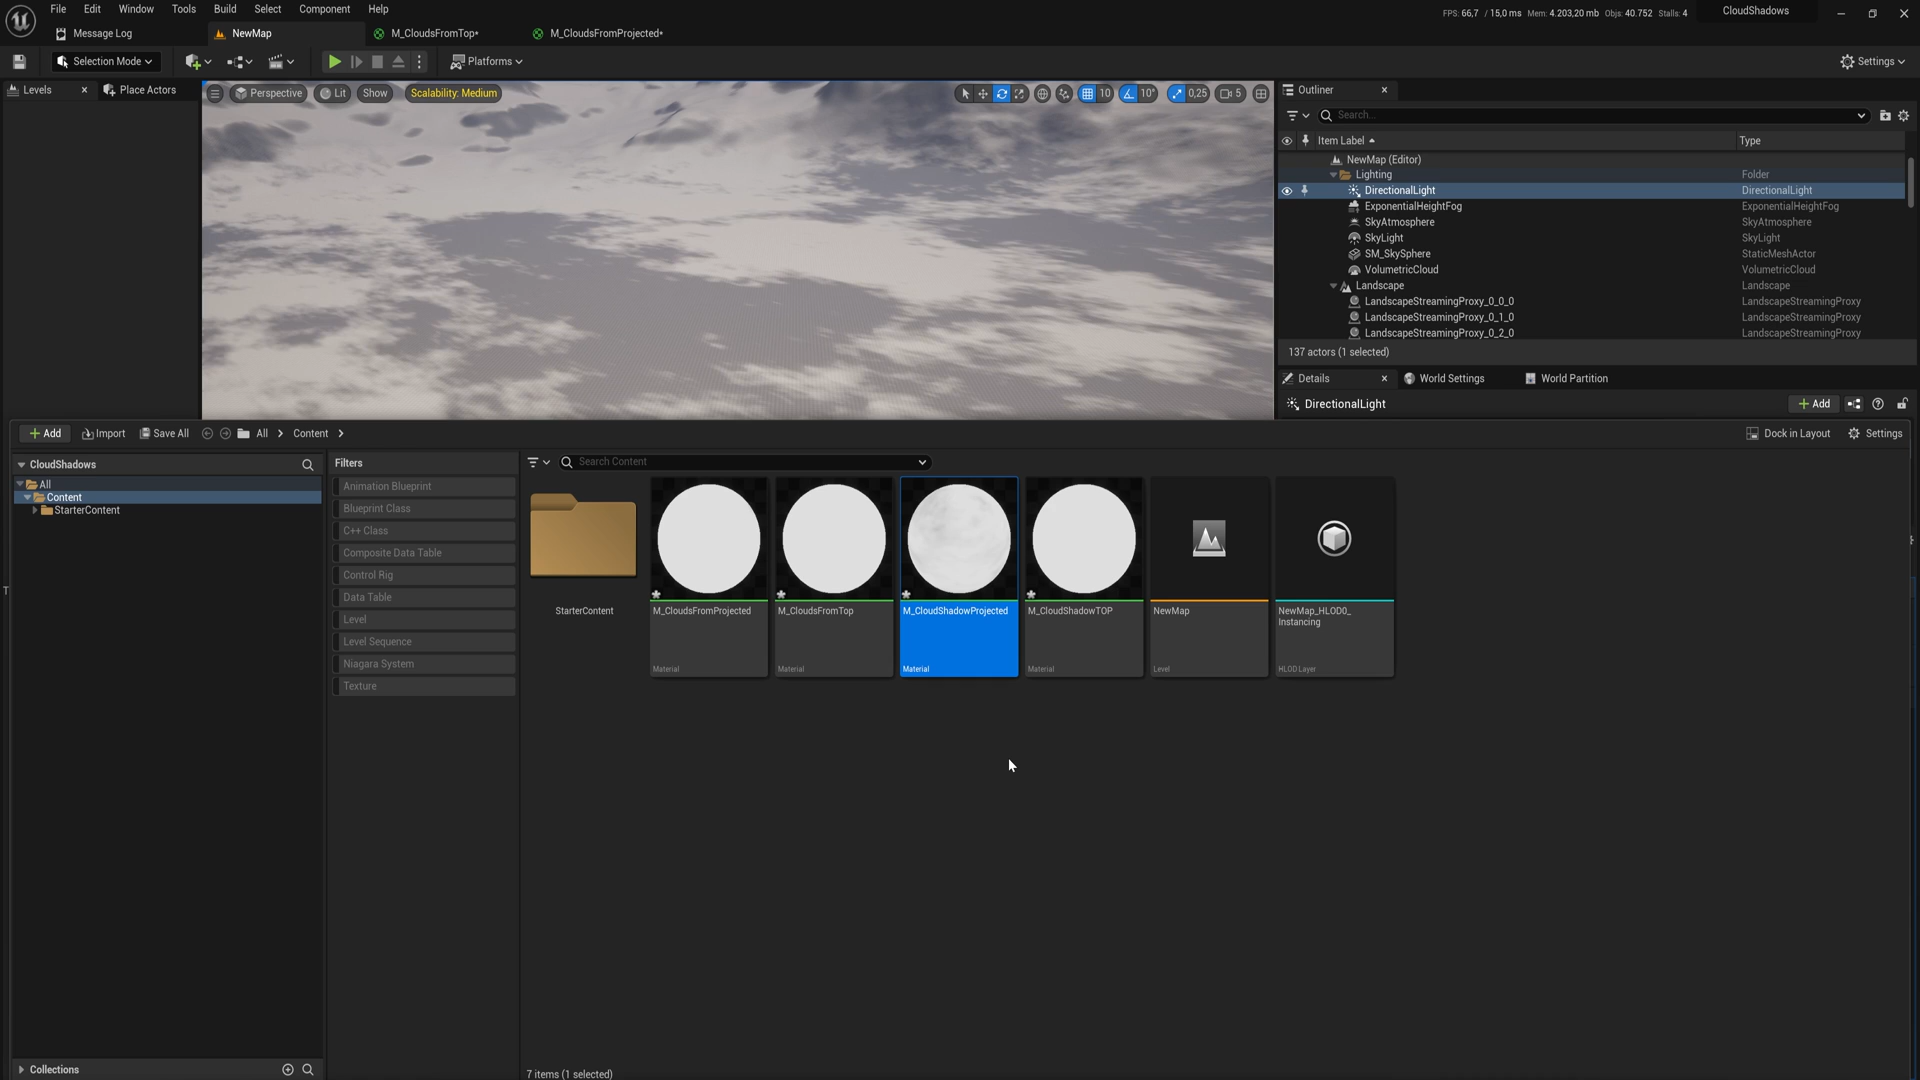 File Edit Window Tools Build Select Component Help
FPS: 66,7 / 15,0 ms Mem: 4.203,20 mb Objs: 40.752 Stalls: 4
CloudShadows
Message Log
NewMap
M_CloudsFromTop*
M_CloudsFromProjected*
Selection Mode
Platforms
Settings
Levels
Place Actors
Perspective
Lit
Show
Scalability: Medium
10
10°
0,25
5
Outliner
Search...
Item Label
Type
NewMap (Editor)
Lighting Folder
DirectionalLight DirectionalLight
ExponentialHeightFog ExponentialHeightFog
SkyAtmosphere SkyAtmosphere
SkyLight SkyLight
SM_SkySphere StaticMeshActor
VolumetricCloud VolumetricCloud
Landscape Landscape
LandscapeStreamingProxy_0_0_0 LandscapeStreamingProxy
LandscapeStreamingProxy_0_1_0 LandscapeStreamingProxy
LandscapeStreamingProxy_0_2_0 LandscapeStreamingProxy
137 actors (1 selected)
Details
World Settings
World Partition
DirectionalLight
Add
Add
Import
Save All
All
Content
Dock in Layout
Settings
CloudShadows
All
Content
StarterContent
Filters
Animation Blueprint
Blueprint Class
C++ Class
Composite Data Table
Control Rig
Data Table
Level
Level Sequence
Niagara System
Texture
Search Content
StarterContent
M_CloudsFromProjected
Material
M_CloudsFromTop
Material
M_CloudShadowProjected
Material
M_CloudShadowTOP
Material
NewMap
Level
NewMap_HLOD0_
Instancing
HLOD Layer
T
Collections
7 items (1 selected)